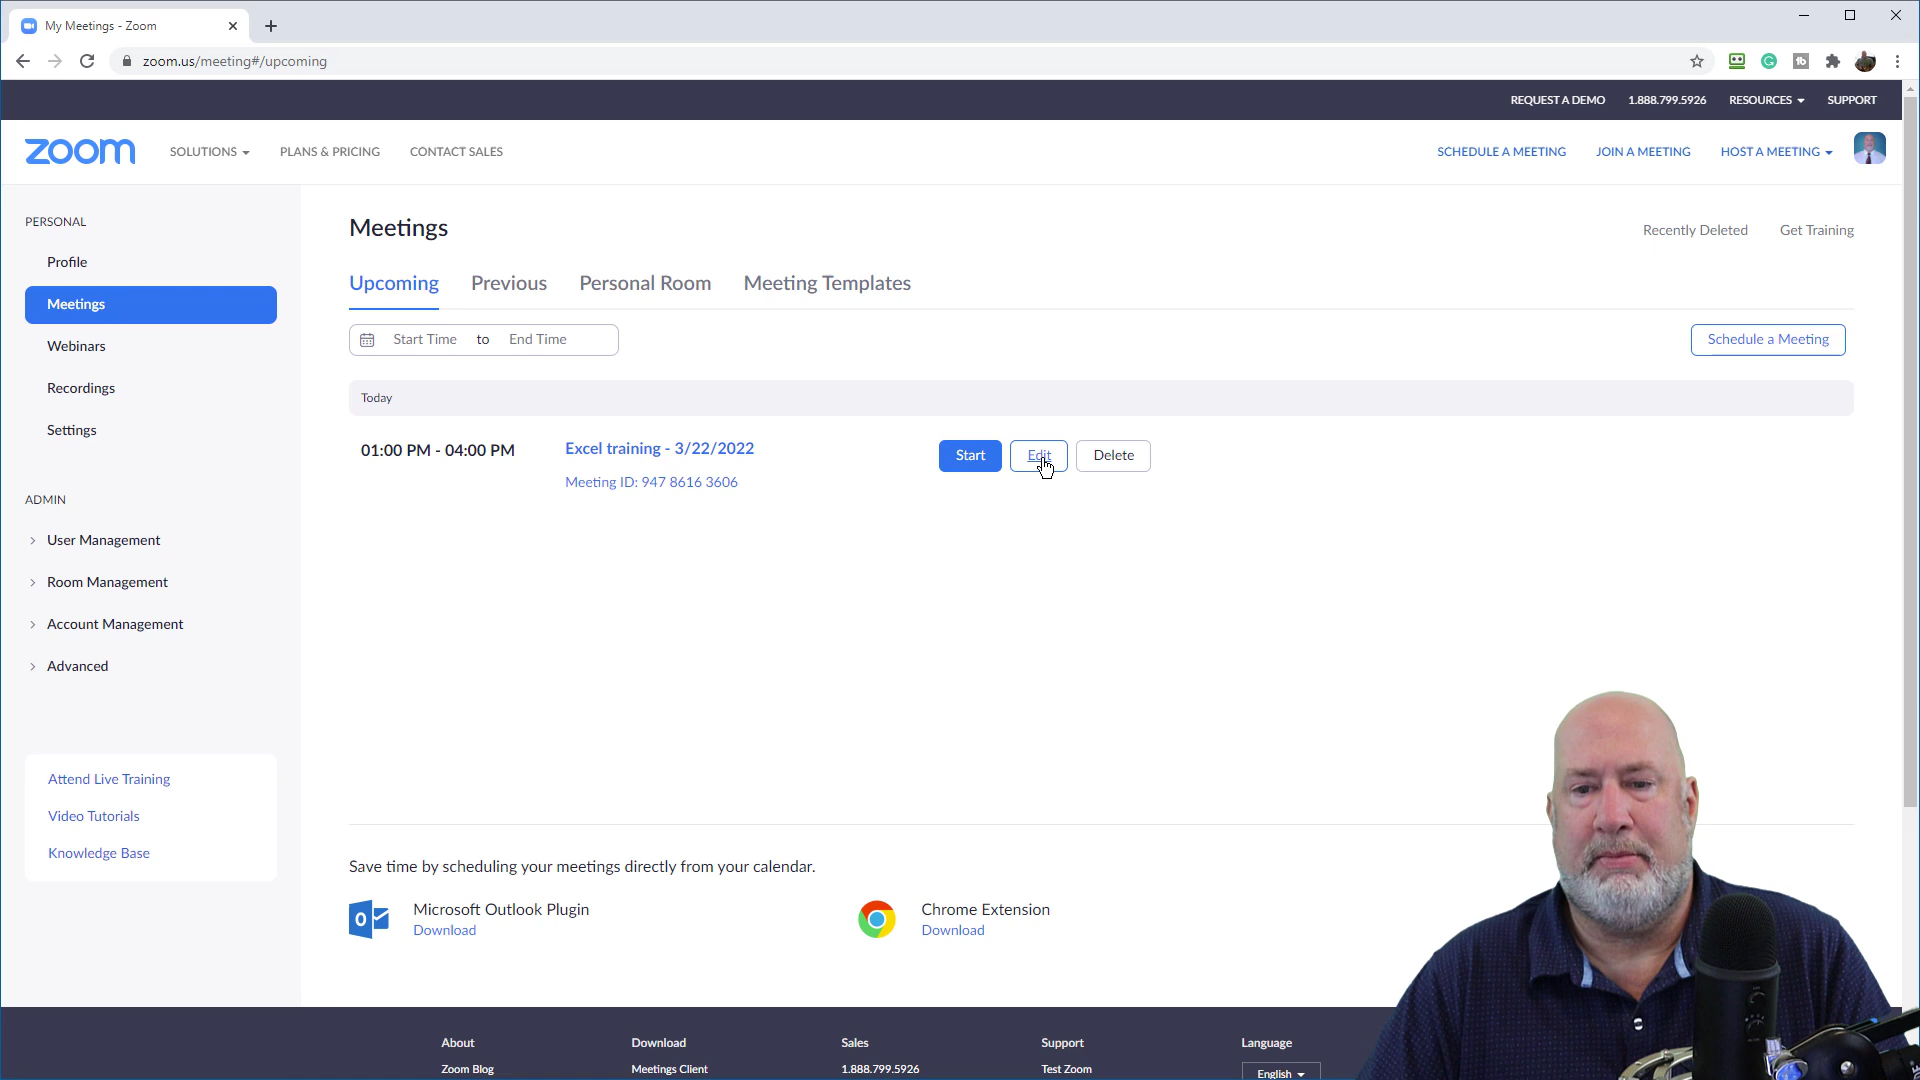 My Meetings - Zoom
zoom.us/meeting#/upcoming
REQUEST A DEMO 1.888.799.5926 RESOURCES SUPPORT
zoom SOLUTIONS PLANS & PRICING CONTACT SALES SCHEDULE A MEETING JOIN A MEETING HOST A MEETING
PERSONAL
Profile
Meetings
Webinars
Recordings
Settings
ADMIN
User Management
Room Management
Account Management
Advanced
Attend Live Training
Video Tutorials
Knowledge Base
Meetings
Recently Deleted Get Training
Upcoming Previous Personal Room Meeting Templates
Start Time to End Time
Schedule a Meeting
Today
01:00 PM - 04:00 PM Excel training - 3/22/2022 Start Edit Delete
Meeting ID: 947 8616 3606
Save time by scheduling your meetings directly from your calendar.
Microsoft Outlook Plugin
Download
Chrome Extension
Download
About Download Sales Support Language
Zoom Blog Meetings Client 1.888.799.5926 Test Zoom English